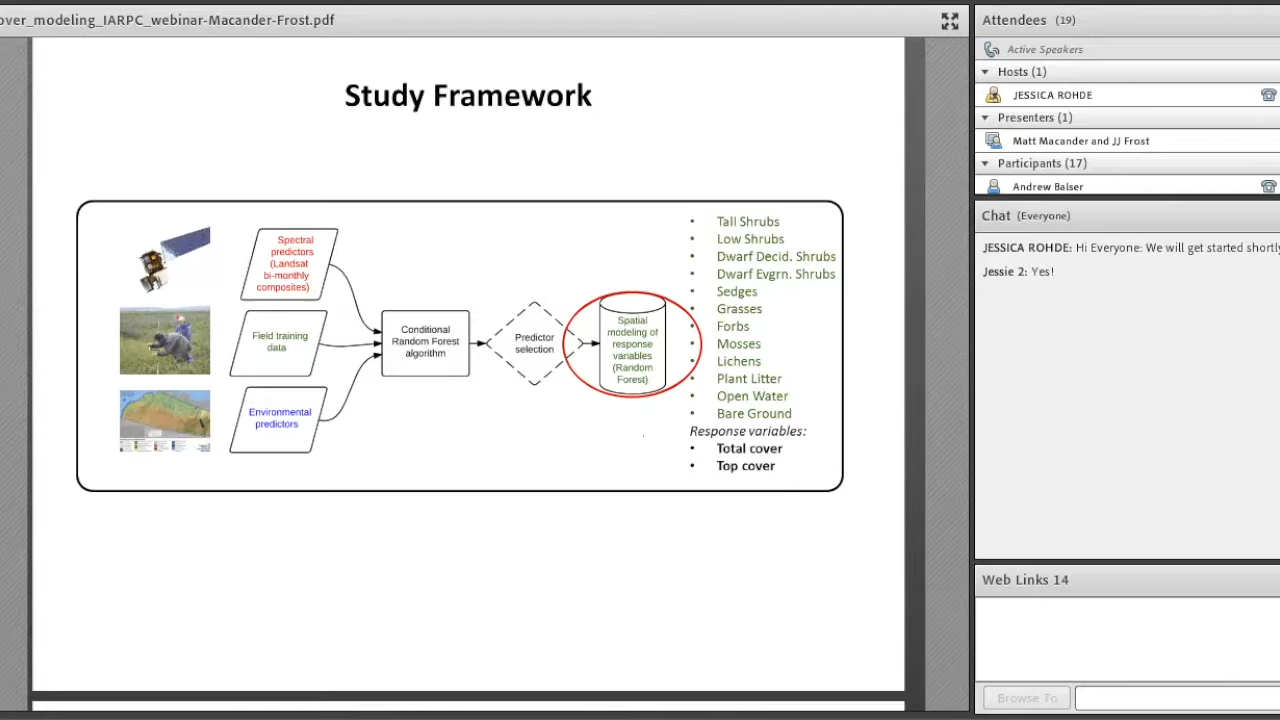 over_modeling_IARPC_webinar-Macander-Frost.pdf
Study Framework
Spectral
predictors
(Landsat
bi-monthly
composites)
Field training
data
Environmental
predictors
Conditional
Random Forest
algorithm
Predictor
selection
Spatial
modeling of
response
variables
(Random
Forest)
• Tall Shrubs
• Low Shrubs
• Dwarf Decid. Shrubs
• Dwarf Evgrn. Shrubs
• Sedges
• Grasses
• Forbs
• Mosses
• Lichens
• Plant Litter
• Open Water
• Bare Ground
Response variables:
• Total cover
• Top cover
Attendees (19)
Active Speakers
Hosts (1)
JESSICA ROHDE
Presenters (1)
Matt Macander and JJ Frost
Participants (17)
Andrew Balser
Chat (Everyone)
JESSICA ROHDE: Hi Everyone: We will get started shortl
Jessie 2: Yes!
Web Links 14
Browse To